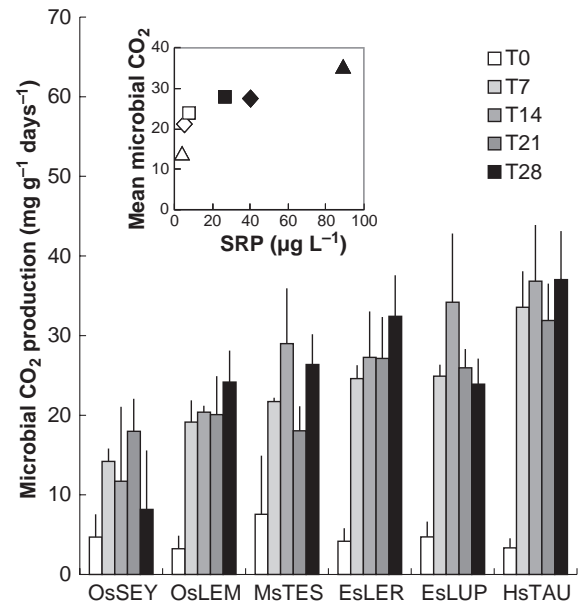 70
60
50
40
30
20
10
0
Microbial CO₂ production (mg g⁻¹ days⁻¹)
40
30
20
10
0
Mean microbial CO₂
0 20 40 60 80 100
SRP (µg L⁻¹)
T0
T7
T14
T21
T28
OsSEY OsLEM MsTES EsLER EsLUP HsTAU